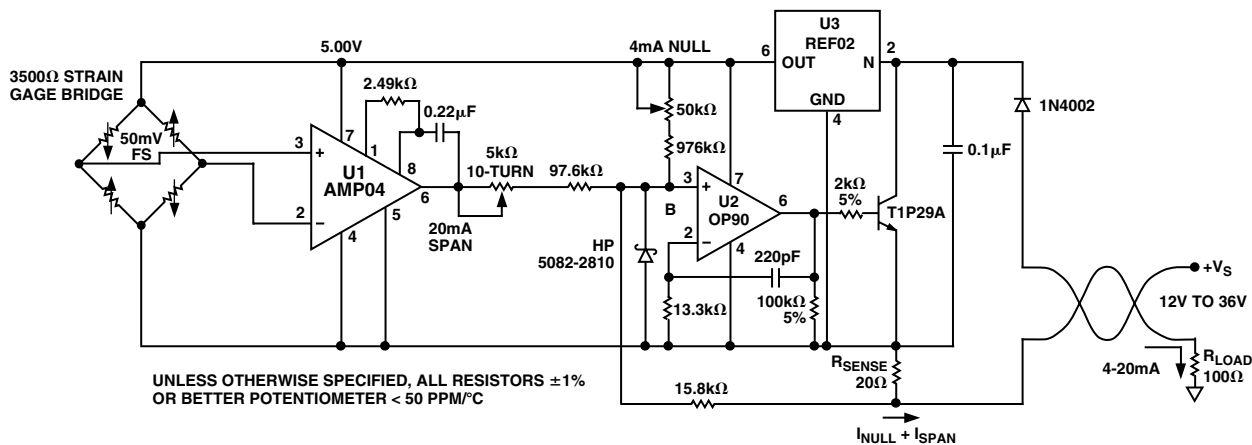 3500Ω STRAIN
GAGE BRIDGE
50mV
FS
5.00V
2.49kΩ
0.22µF
3
2
+
–
7
1
8
6
5
4
U1
AMP04
5kΩ
10-TURN
20mA
SPAN
97.6kΩ
4mA NULL
50kΩ
976kΩ
B
HP
5082-2810
3
2
+
–
7
6
4
U2
OP90
220pF
13.3kΩ
100kΩ
5%
2kΩ
5%
T1P29A
6
OUT
U3
REF02
N
2
GND
4
0.1µF
1N4002
RSENSE
20Ω
15.8kΩ
INULL + ISPAN
+VS
12V TO 36V
4-20mA
RLOAD
100Ω
UNLESS OTHERWISE SPECIFIED, ALL RESISTORS ±1%
OR BETTER POTENTIOMETER < 50 PPM/°C